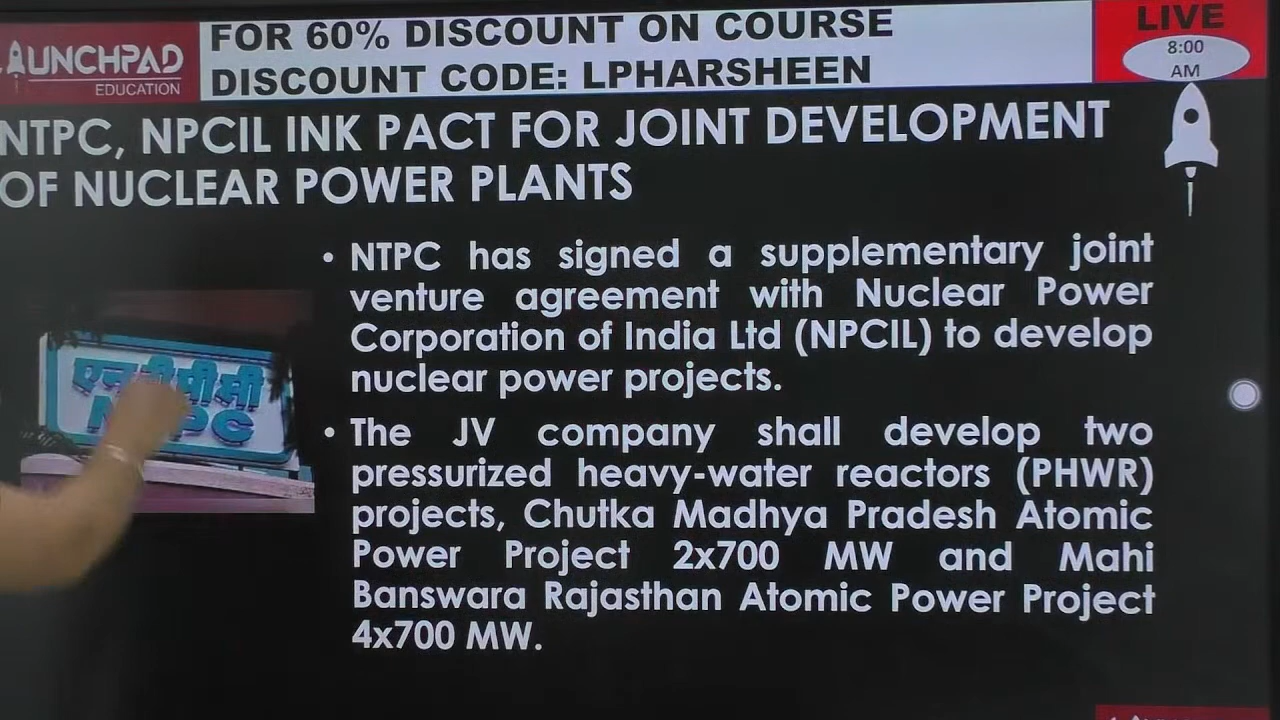 LAUNCHPAD
EDUCATION
FOR 60% DISCOUNT ON COURSE
DISCOUNT CODE: LPHARSHEEN
LIVE
8:00
AM
NTPC, NPCIL INK PACT FOR JOINT DEVELOPMENT
OF NUCLEAR POWER PLANTS
• NTPC has signed a supplementary joint
venture agreement with Nuclear Power
Corporation of India Ltd (NPCIL) to develop
nuclear power projects.
• The JV company shall develop two
pressurized heavy-water reactors (PHWR)
projects, Chutka Madhya Pradesh Atomic
Power Project 2x700 MW and Mahi
Banswara Rajasthan Atomic Power Project
4x700 MW.